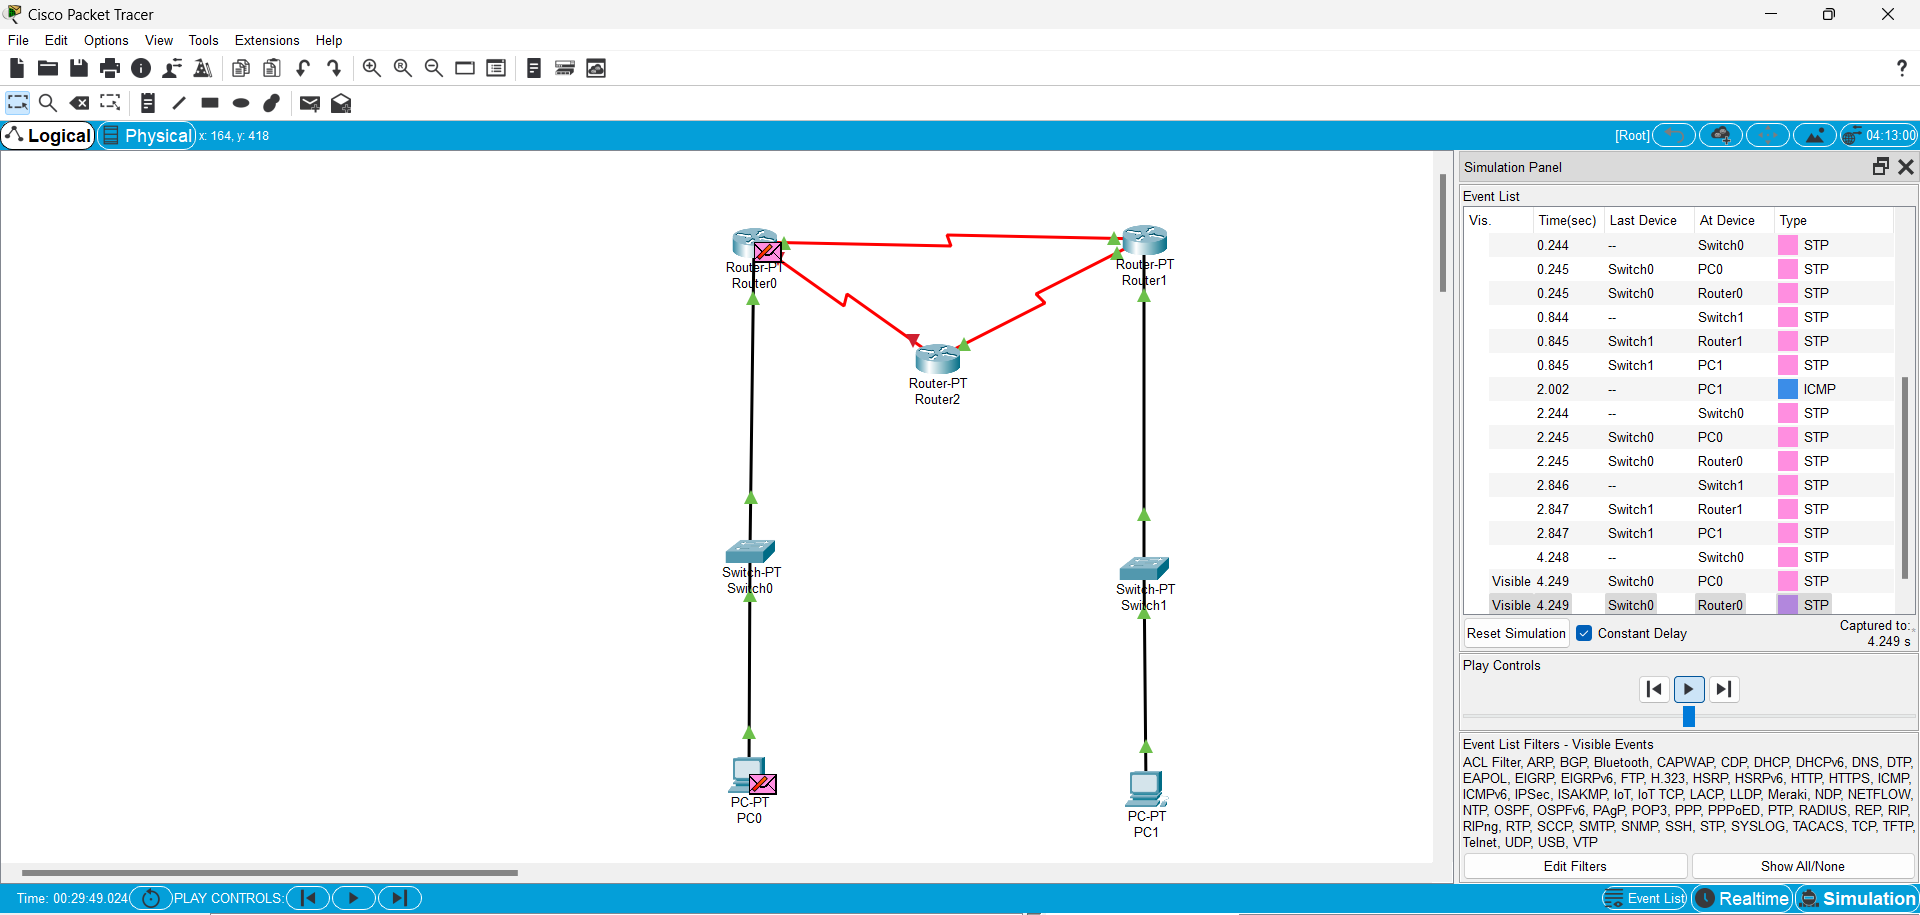 Cisco Packet Tracer
File Edit Options View Tools Extensions Help
?
Logical Physical x: 164, y: 418 [Root] 04:13:00
Router-PT
Router0
Router-PT
Router1
Router-PT
Router2
Switch-PT
Switch0
Switch-PT
Switch1
PC-PT
PC0
PC-PT
PC1
Simulation Panel
Event List
Vis. Time(sec) Last Device At Device Type
0.244 -- Switch0 STP
0.245 Switch0 PC0 STP
0.245 Switch0 Router0 STP
0.844 -- Switch1 STP
0.845 Switch1 Router1 STP
0.845 Switch1 PC1 STP
2.002 -- PC1 ICMP
2.244 -- Switch0 STP
2.245 Switch0 PC0 STP
2.245 Switch0 Router0 STP
2.846 -- Switch1 STP
2.847 Switch1 Router1 STP
2.847 Switch1 PC1 STP
4.248 -- Switch0 STP
Visible 4.249 Switch0 PC0 STP
Visible 4.249 Switch0 Router0 STP
Reset Simulation Constant Delay Captured to:
4.249 s
Play Controls
Event List Filters - Visible Events
ACL Filter, ARP, BGP, Bluetooth, CAPWAP, CDP, DHCP, DHCPv6, DNS, DTP,
EAPOL, EIGRP, EIGRPv6, FTP, H.323, HSRP, HSRPv6, HTTP, HTTPS, ICMP,
ICMPv6, IPSec, ISAKMP, IoT, IoT TCP, LACP, LLDP, Meraki, NDP, NETFLOW,
NTP, OSPF, OSPFv6, PAgP, POP3, PPP, PPPoED, PTP, RADIUS, REP, RIP,
RIPng, RTP, SCCP, SMTP, SNMP, SSH, STP, SYSLOG, TACACS, TCP, TFTP,
Telnet, UDP, USB, VTP
Edit Filters Show All/None
Time: 00:29:49.024 PLAY CONTROLS: Event List Realtime Simulation